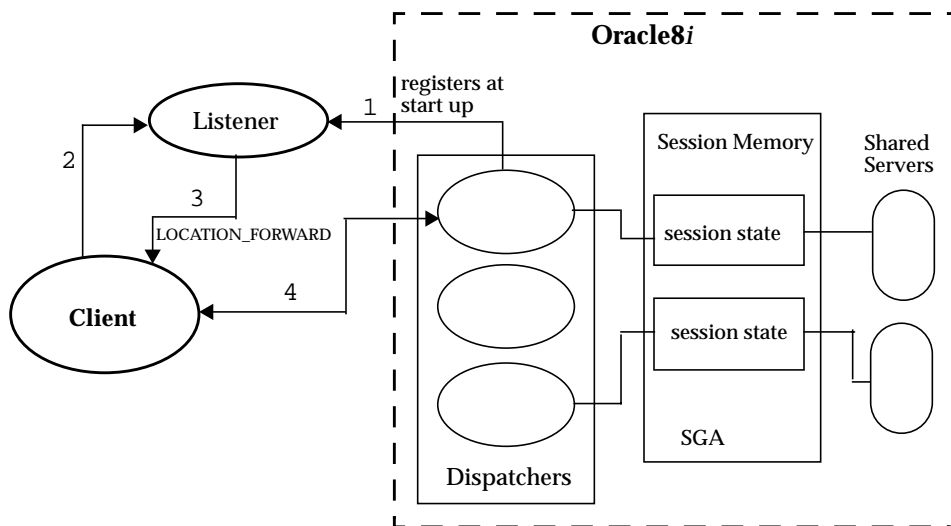 Oracle8i
registers at
start up
1
Listener
2
3
LOCATION_FORWARD
4
Client
Session Memory
Shared
Servers
session state
session state
SGA
Dispatchers